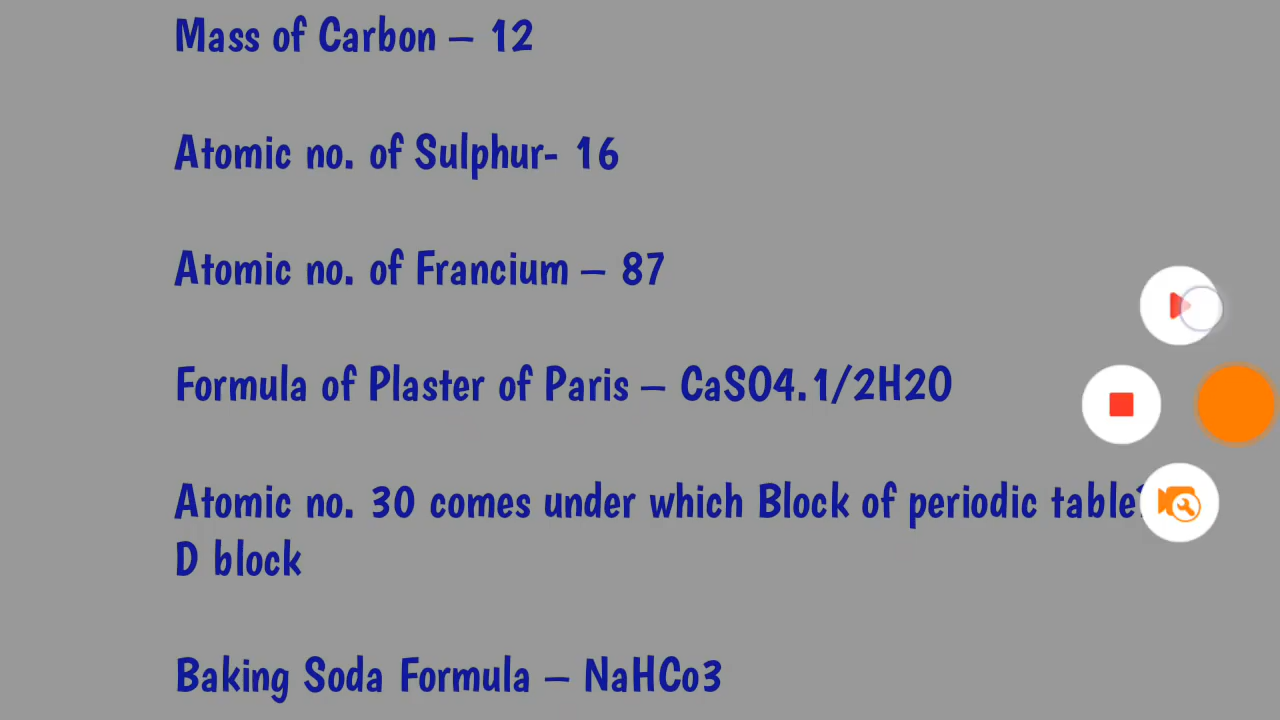 Mass of Carbon – 12
Atomic no. of Sulphur- 16
Atomic no. of Francium – 87
Formula of Plaster of Paris – CaSO4.1/2H2O
Atomic no. 30 comes under which Block of periodic table?
D block
Baking Soda Formula – NaHCo3